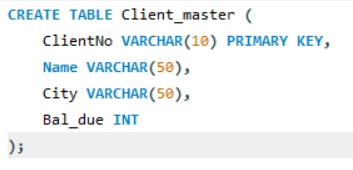 CREATE TABLE Client_master (
    ClientNo VARCHAR(10) PRIMARY KEY,
    Name VARCHAR(50),
    City VARCHAR(50),
    Bal_due INT
);